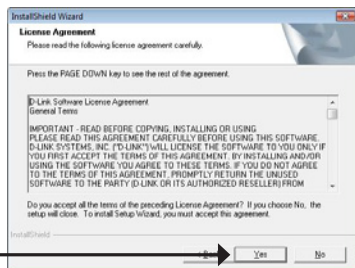 InstallShield Wizard
License Agreement
Please read the following license agreement carefully.
Press the PAGE DOWN key to see the rest of the agreement.
D-Link Software License Agreement
General Terms
IMPORTANT - READ BEFORE COPYING, INSTALLING OR USING
PLEASE READ THIS AGREEMENT CAREFULLY BEFORE USING THIS SOFTWARE.
D-LINK SYSTEMS, INC. ("D-LINK") WILL LICENSE THE SOFTWARE TO YOU ONLY IF
YOU FIRST ACCEPT THE TERMS OF THIS AGREEMENT. BY INSTALLING AND/OR
USING THE SOFTWARE YOU AGREE TO THESE TERMS. IF YOU DO NOT AGREE
TO THE TERMS OF THIS AGREEMENT, PROMPTLY RETURN THE UNUSED
SOFTWARE TO THE PARTY (D-LINK OR ITS AUTHORIZED RESELLER) FROM
Do you accept all the terms of the preceding License Agreement? If you choose No, the
setup will close. To install Setup Wizard, you must accept this agreement.
InstallShield
Yes No